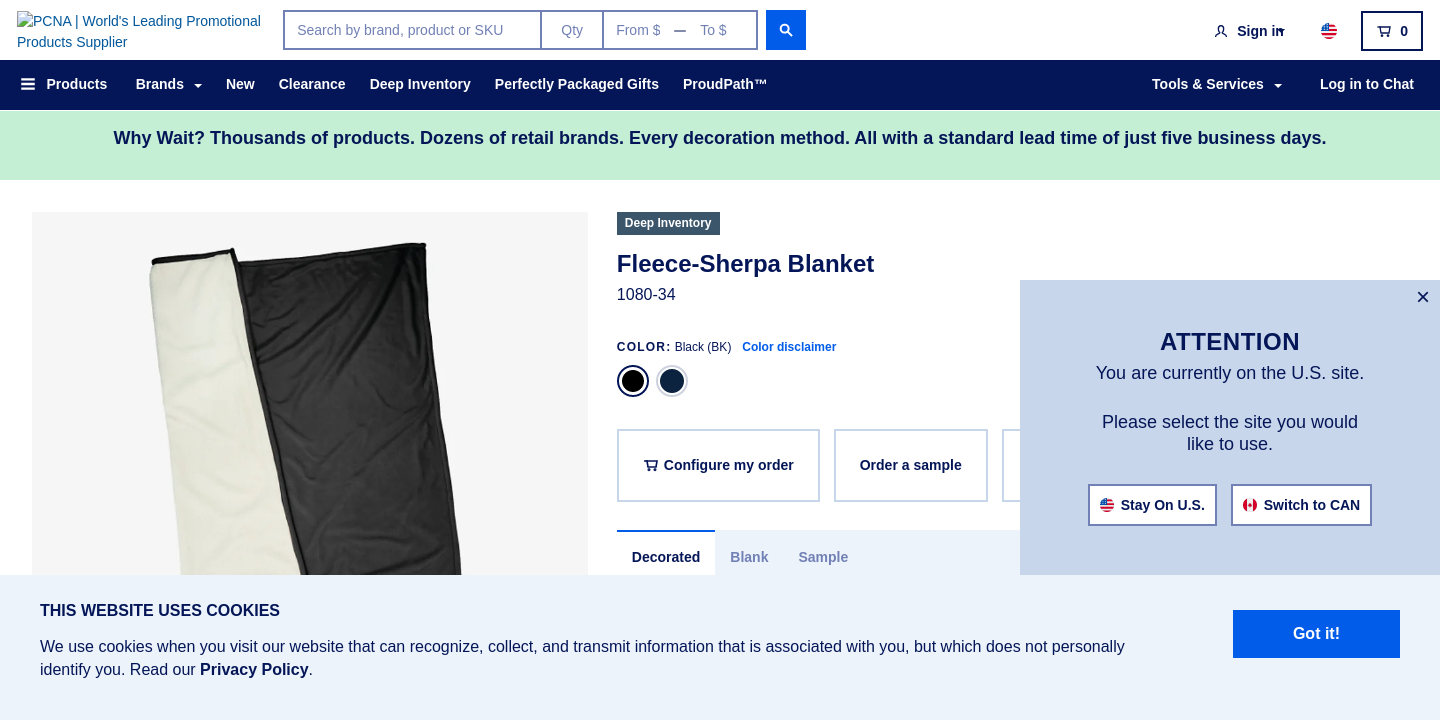 PCNA | World's Leading Promotional
Products Supplier
Search by brand, product or SKU
Qty
From $
To $
Sign in
0
Products
Brands
New
Clearance
Deep Inventory
Perfectly Packaged Gifts
ProudPath™
Tools & Services
Log in to Chat
Why Wait? Thousands of products. Dozens of retail brands. Every decoration method. All with a standard lead time of just five business days.
Deep Inventory
Fleece-Sherpa Blanket
1080-34
COLOR: Black (BK) Color disclaimer
Configure my order
Order a sample
Decorated
Blank
Sample
×
ATTENTION
You are currently on the U.S. site.
Please select the site you would
like to use.
Stay On U.S.
Switch to CAN
THIS WEBSITE USES COOKIES
We use cookies when you visit our website that can recognize, collect, and transmit information that is associated with you, but which does not personally
identify you. Read our Privacy Policy.
Got it!